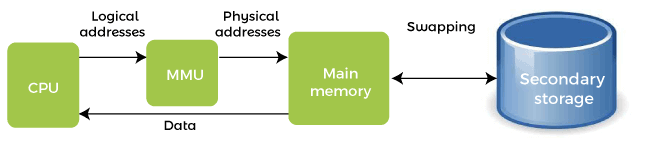 Logical
addresses
Physical
addresses
Swapping
CPU
MMU
Main
memory
Secondary
storage
Data